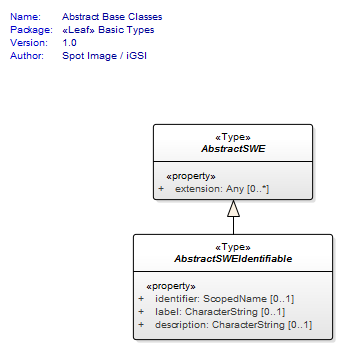 Name: Abstract Base Classes
Package: «Leaf» Basic Types
Version: 1.0
Author: Spot Image / iGSI
«Type»
AbstractSWE
«property»
+ extension: Any [0..*]
«Type»
AbstractSWEIdentifiable
«property»
+ identifier: ScopedName [0..1]
+ label: CharacterString [0..1]
+ description: CharacterString [0..1]